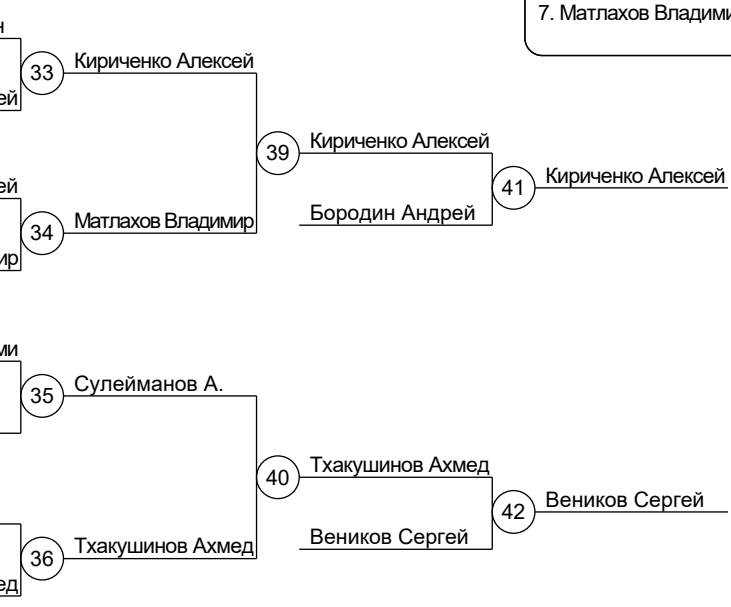 7. Матлахов
33
Кириченко Алексей
39
Кириченко Алексей
41
Кириченко Алексей
Бородин Андрей
34
Матлахов Владимир
35
Сулейманов А.
40
Тхакушинов Ахмед
42
Веников Сергей
Веников Сергей
36
Тхакушинов Ахмед